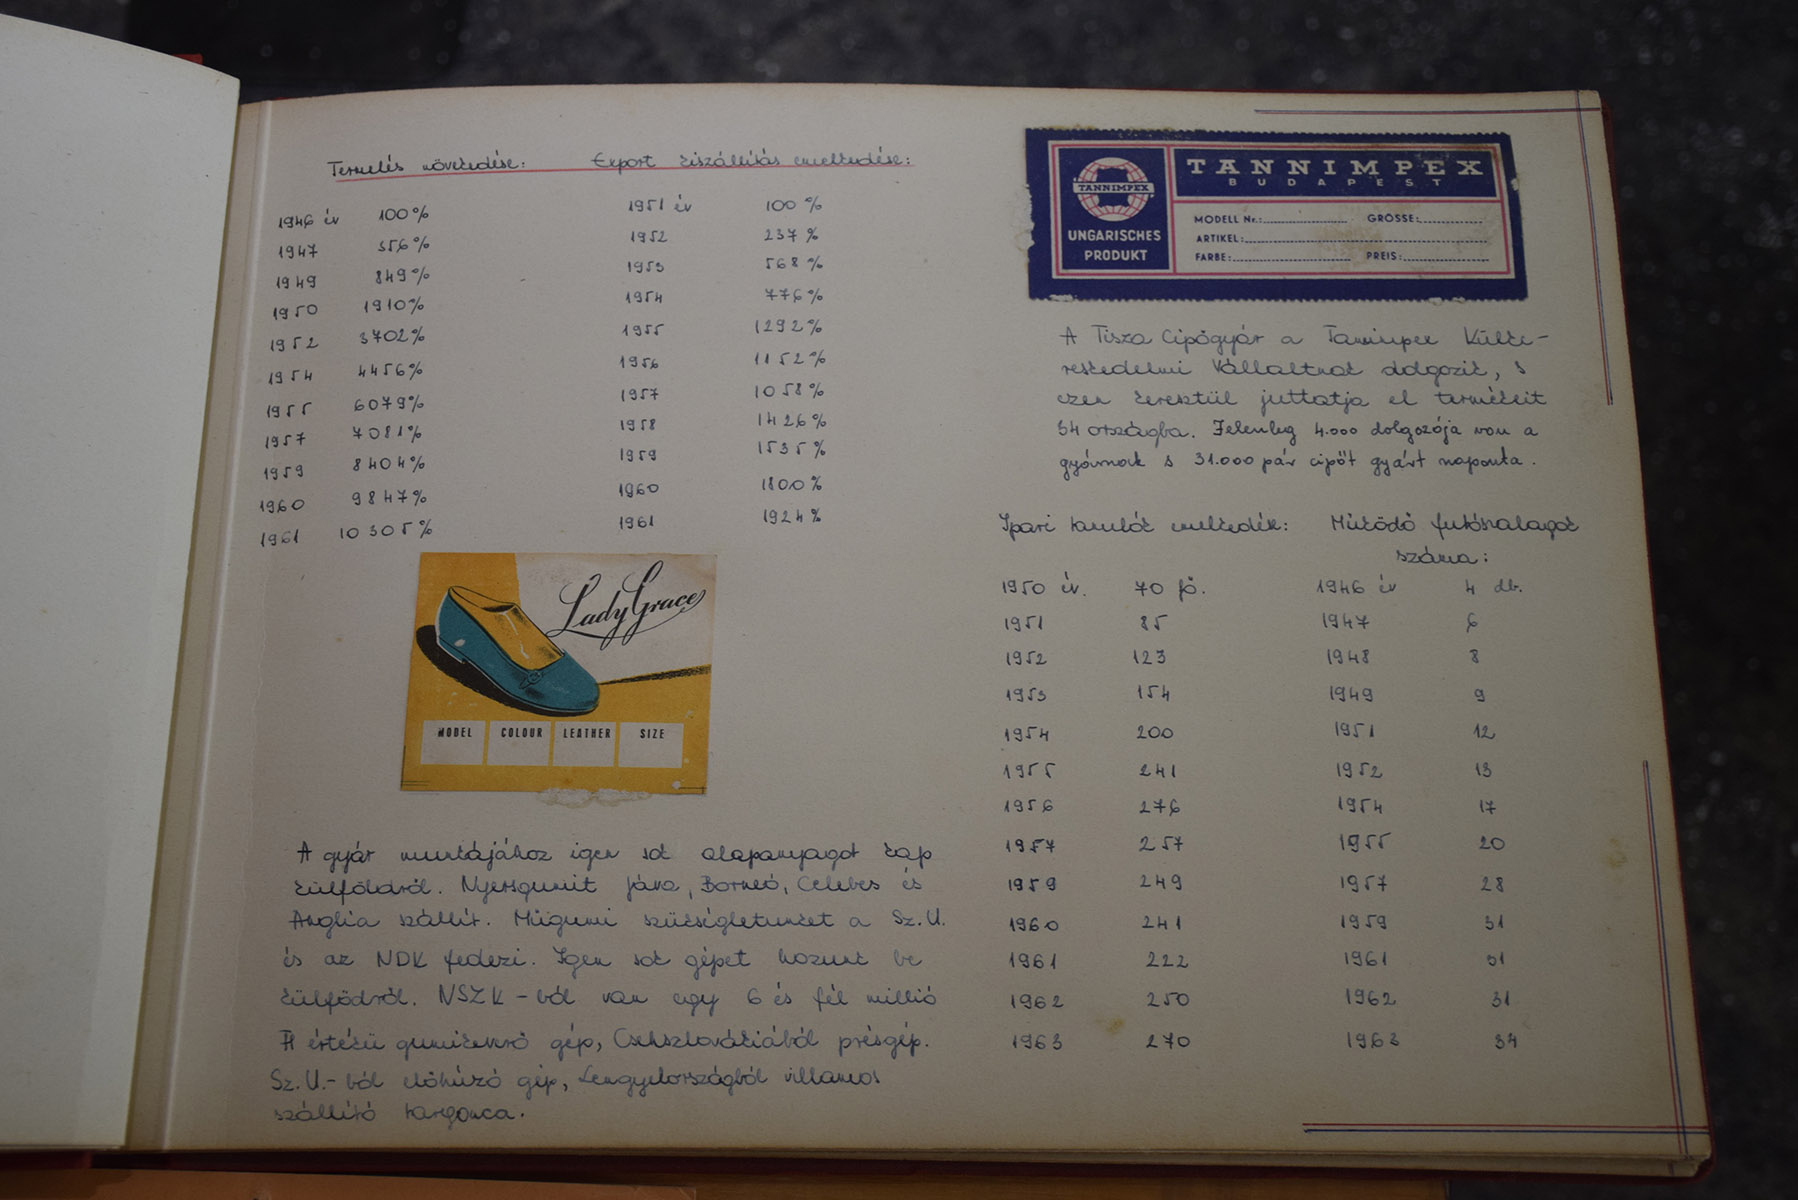 Termelés növekedése:
1946 év 100%
1947 356%
1949 849%
1950 1910%
1952 3702%
1954 4456%
1955 6079%
1957 7081%
1959 8404%
1960 9847%
1961 10305%
Export kiszállítás emelkedése:
1951 év 100%
1952 237%
1953 568%
1954 776%
1955 1292%
1956 1152%
1957 1058%
1958 1426%
1959 1535%
1960 1800%
1961 1924%
Lady Grace
MODEL COLOUR LEATHER SIZE
A gyár munkájához igen sok alapanyagot kap
külföldről. Nyersgumit Jáva, Borneó, Celebes és
Anglia szállít. Műgumi szükségletünket a Sz.U.
és az NDK fedezi. Igen sok gépet hozunk be
külfödről. NSZK-ból van egy 6 és fél millió
Ft értékű gumikeverő gép, Csehszlovákiából présgép.
Sz.U.-ból előhúzó gép, Lengyelországból villamos
szállító targonca.
TANNIMPEX
UNGARISCHES
PRODUKT
TANNIMPEX
BUDAPEST
MODELL Nr.: GRÖSSE:
ARTIKEL:
FARBE: PREIS:
A Tisza Cipőgyár a Tannimpex Külke-
reskedelmi Vállaltnak dolgozik, s
ezen keresztül juttatja el termékeit
54 országba. Jelenleg 4.000 dolgozója van a
gyárnak s 31.000 pár cipőt gyárt naponta.
Ipari tanulók emelkedék:
1950 év. 70 fő.
1951 85
1952 123
1953 154
1954 200
1955 241
1956 276
1957 257
1959 249
1960 241
1961 222
1962 250
1963 270
Működő futószalagok
száma:
1946 év 4 db.
1947 6
1948 8
1949 9
1951 12
1952 13
1954 17
1955 20
1957 28
1959 31
1961 31
1962 31
1963 34